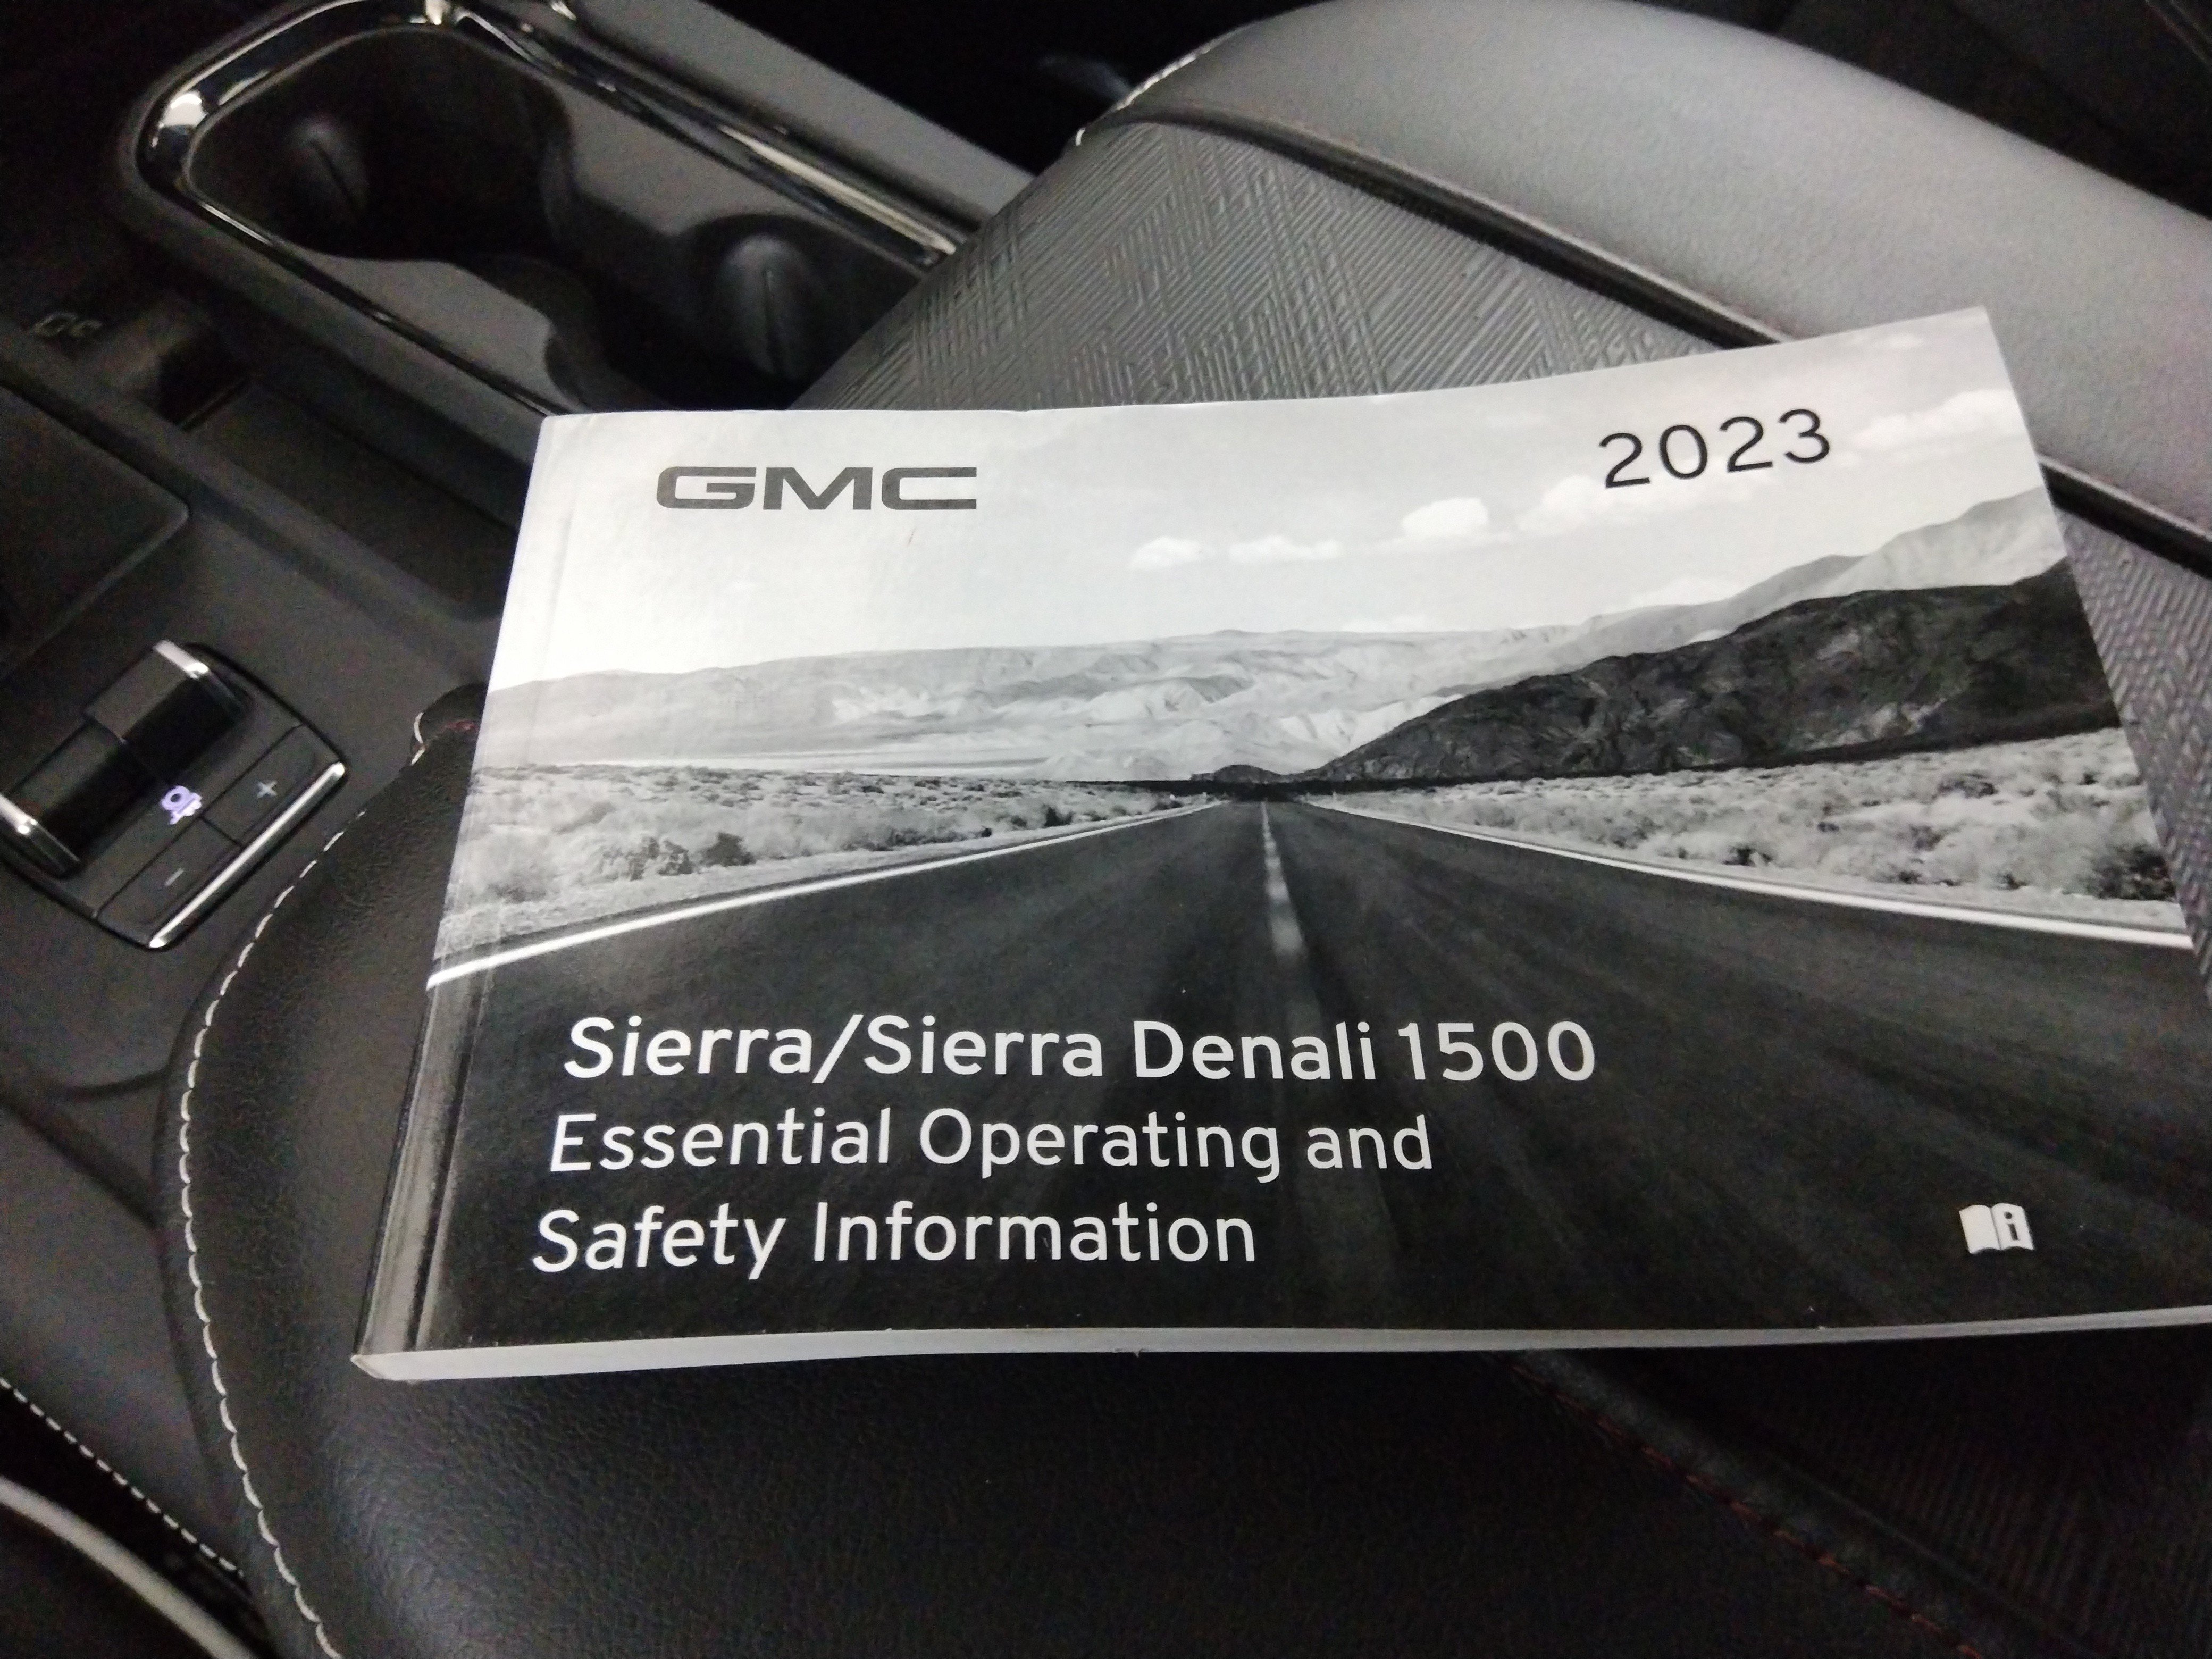 GMC
2023
Sierra/Sierra Denali 1500
Essential Operating and
Safety Information
i
+
-